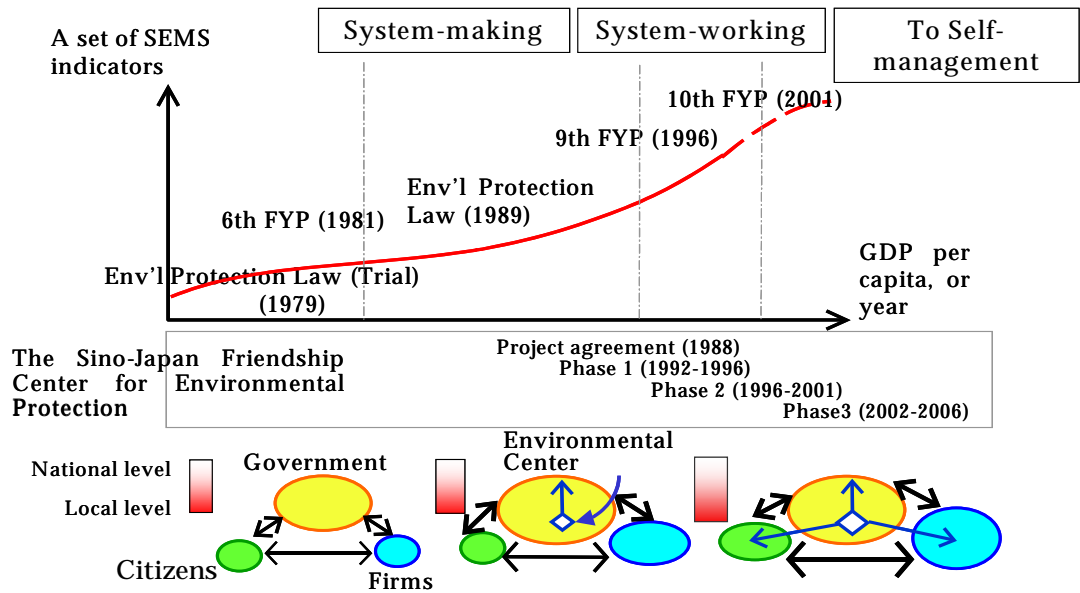 A set of SEMS
indicators
System-making
System-working
To Self-
management
10th FYP (2001)
9th FYP (1996)
Env'l Protection
Law (1989)
6th FYP (1981)
Env'l Protection Law (Trial)
(1979)
GDP per
capita, or
year
The Sino-Japan Friendship
Center for Environmental
Protection
Project agreement (1988)
Phase 1 (1992-1996)
Phase 2 (1996-2001)
Phase3 (2002-2006)
National level
Local level
Government
Citizens
Firms
Environmental
Center